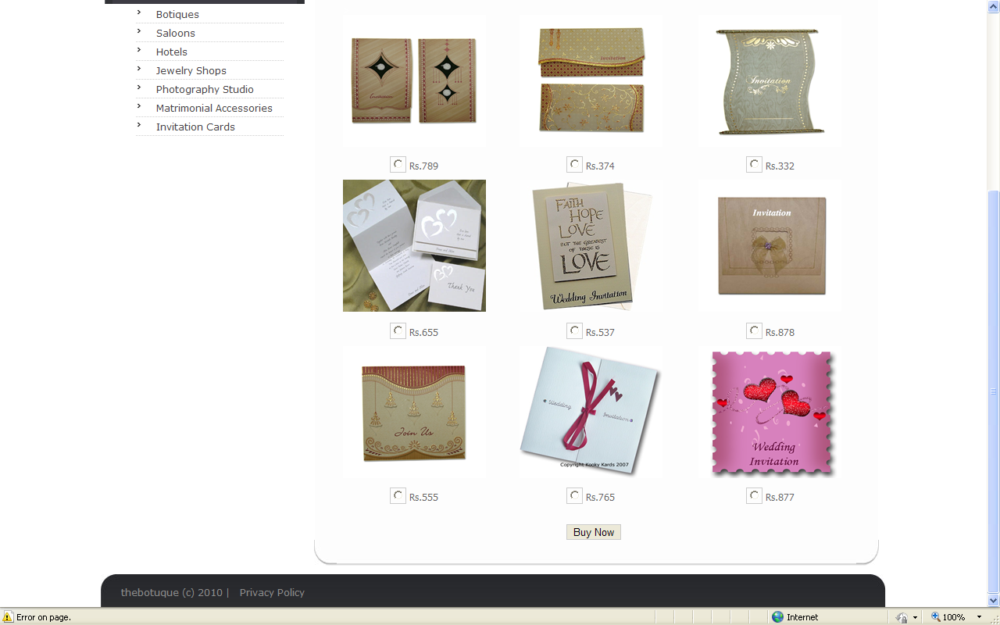 Botiques
Saloons
Hotels
Jewelry Shops
Photography Studio
Matrimonial Accessories
Invitation Cards
Invitation
Invitation
Invitation
Rs.789
Rs.374
Rs.332
Thank You
FAITH
HOPE
LOVE
BUT THE GREATEST
OF THESE IS
LOVE
Wedding Invitation
Invitation
Rs.655
Rs.537
Rs.878
Join Us
Wedding
Invitation
Copyright Kooky Kards 2007
Wedding
Invitation
Rs.555
Rs.765
Rs.877
Buy Now
thebotuque (c) 2010 | Privacy Policy
Error on page.
Internet
100%